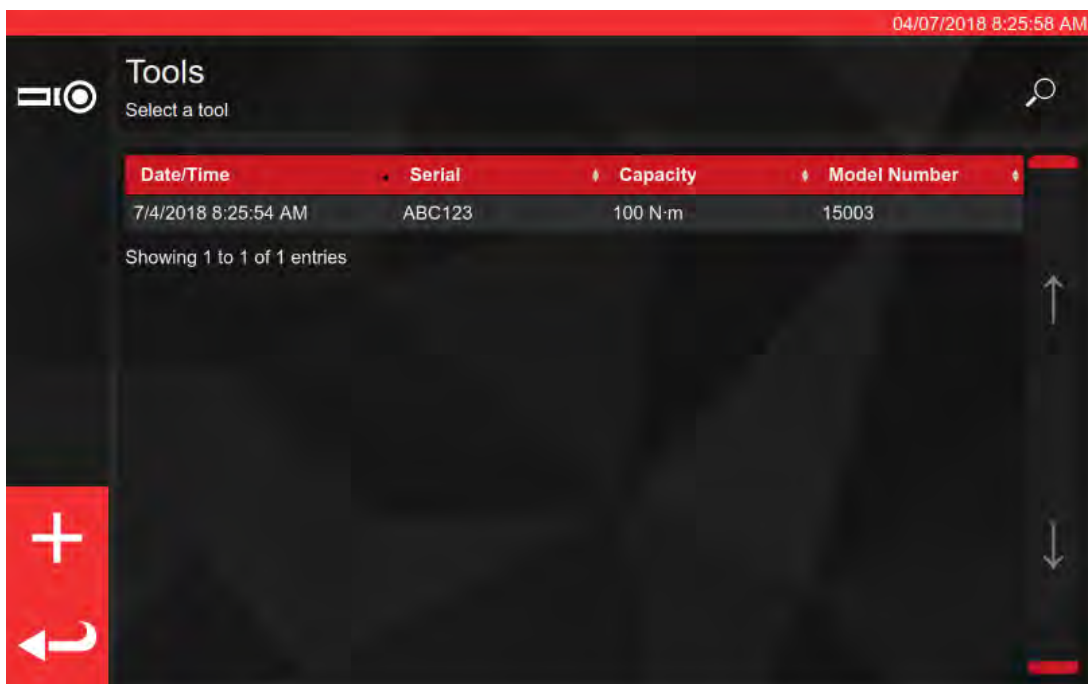 04/07/2018 8:25:58 AM
Tools
Select a tool
Date/Time Serial Capacity Model Number
7/4/2018 8:25:54 AM ABC123 100 N·m 15003
Showing 1 to 1 of 1 entries